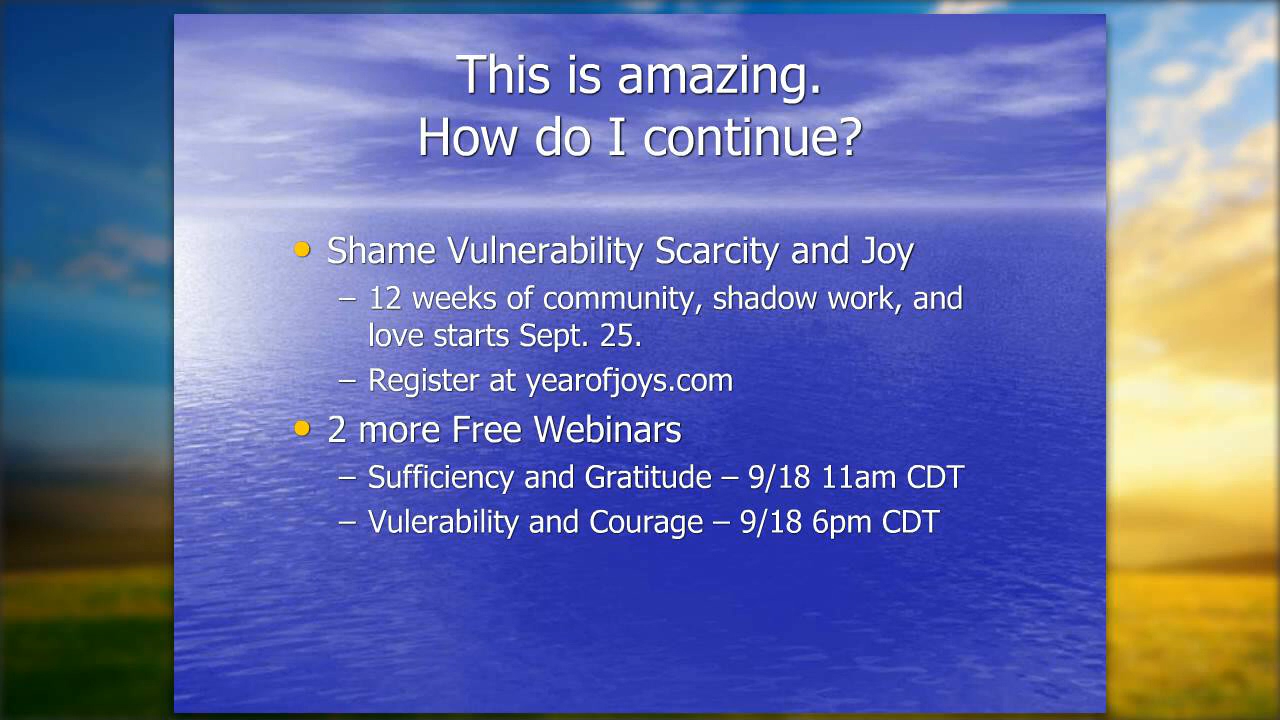 This is amazing.
How do I continue?
• Shame Vulnerability Scarcity and Joy
– 12 weeks of community, shadow work, and
love starts Sept. 25.
– Register at yearofjoys.com
• 2 more Free Webinars
– Sufficiency and Gratitude – 9/18 11am CDT
– Vulerability and Courage – 9/18 6pm CDT